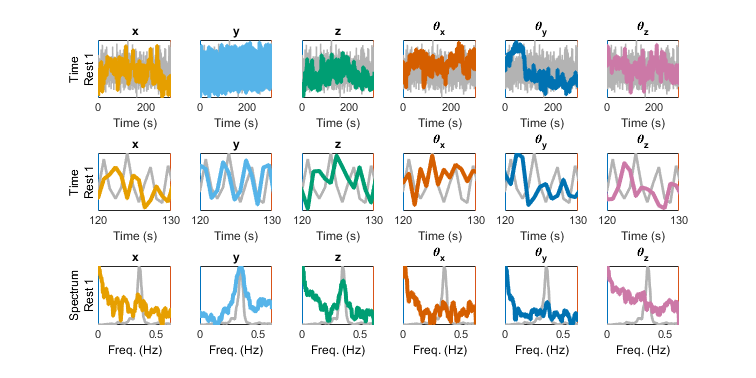 x y z θx θy θz
Time
Rest 1
0 200 0 200 0 200 0 200 0 200 0 200
Time (s) Time (s) Time (s) Time (s) Time (s) Time (s)
x y z θx θy θz
Time
Rest 1
120 130 120 130 120 130 120 130 120 130 120 130
Time (s) Time (s) Time (s) Time (s) Time (s) Time (s)
x y z θx θy θz
Spectrum
Rest 1
0 0.5 0 0.5 0 0.5 0 0.5 0 0.5 0 0.5
Freq. (Hz) Freq. (Hz) Freq. (Hz) Freq. (Hz) Freq. (Hz) Freq. (Hz)